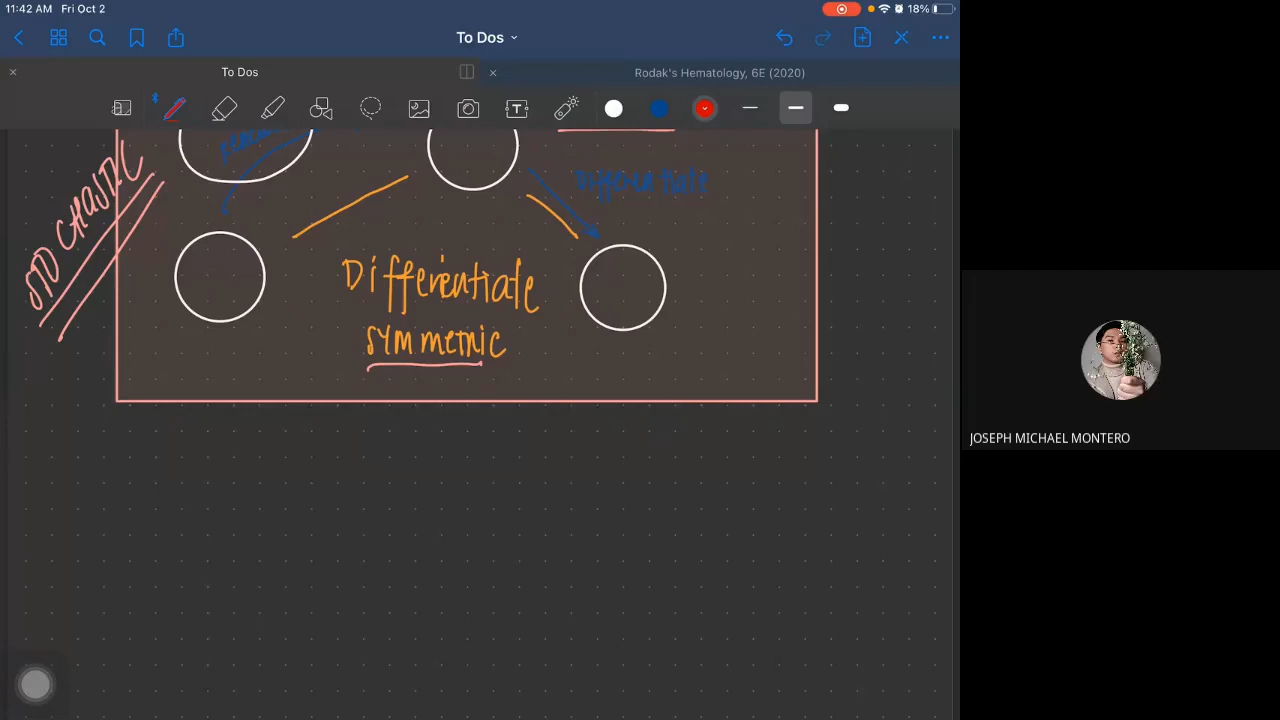 11:42 AM Fri Oct 2
18%
To Dos
To Dos
Rodak's Hematology, 6E (2020)
T
Differentiate
STOCHASTIC
Differentiate
symmetric
JOSEPH MICHAEL MONTERO